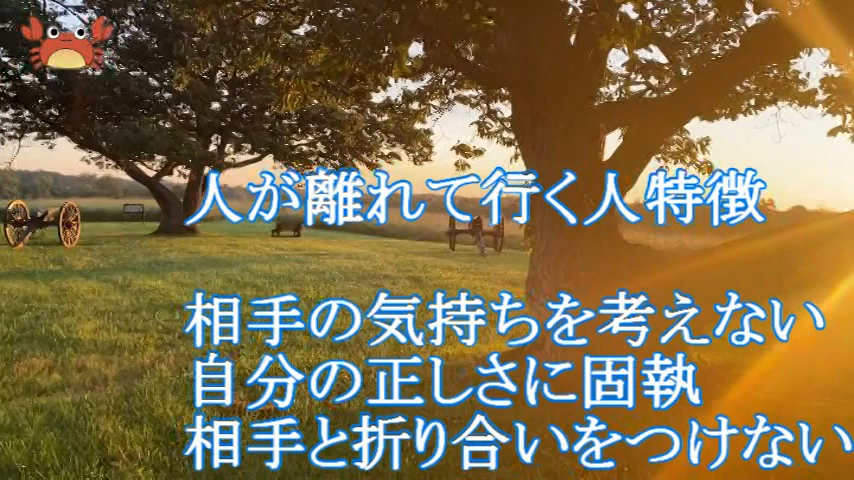 人が離れて行く人特徴
相手の気持ちを考えない
自分の正しさに固執
相手と折り合いをつけない